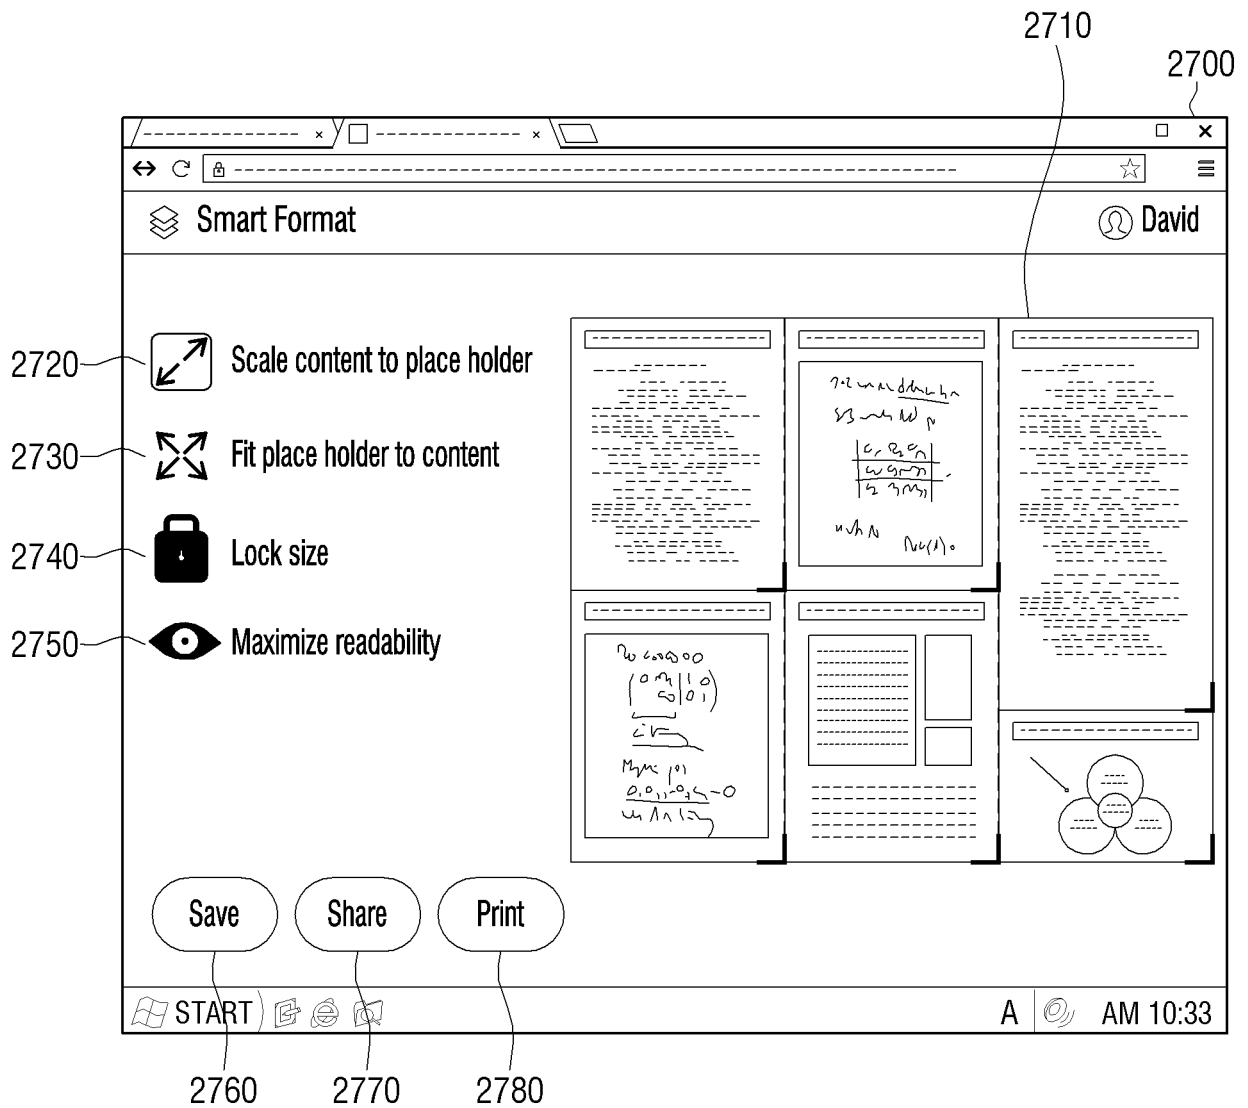 2710
2700
Smart Format
David
2720
Scale content to place holder
2730
Fit place holder to content
2740
Lock size
2750
Maximize readability
Save
Share
Print
START
A
AM 10:33
2760
2770
2780